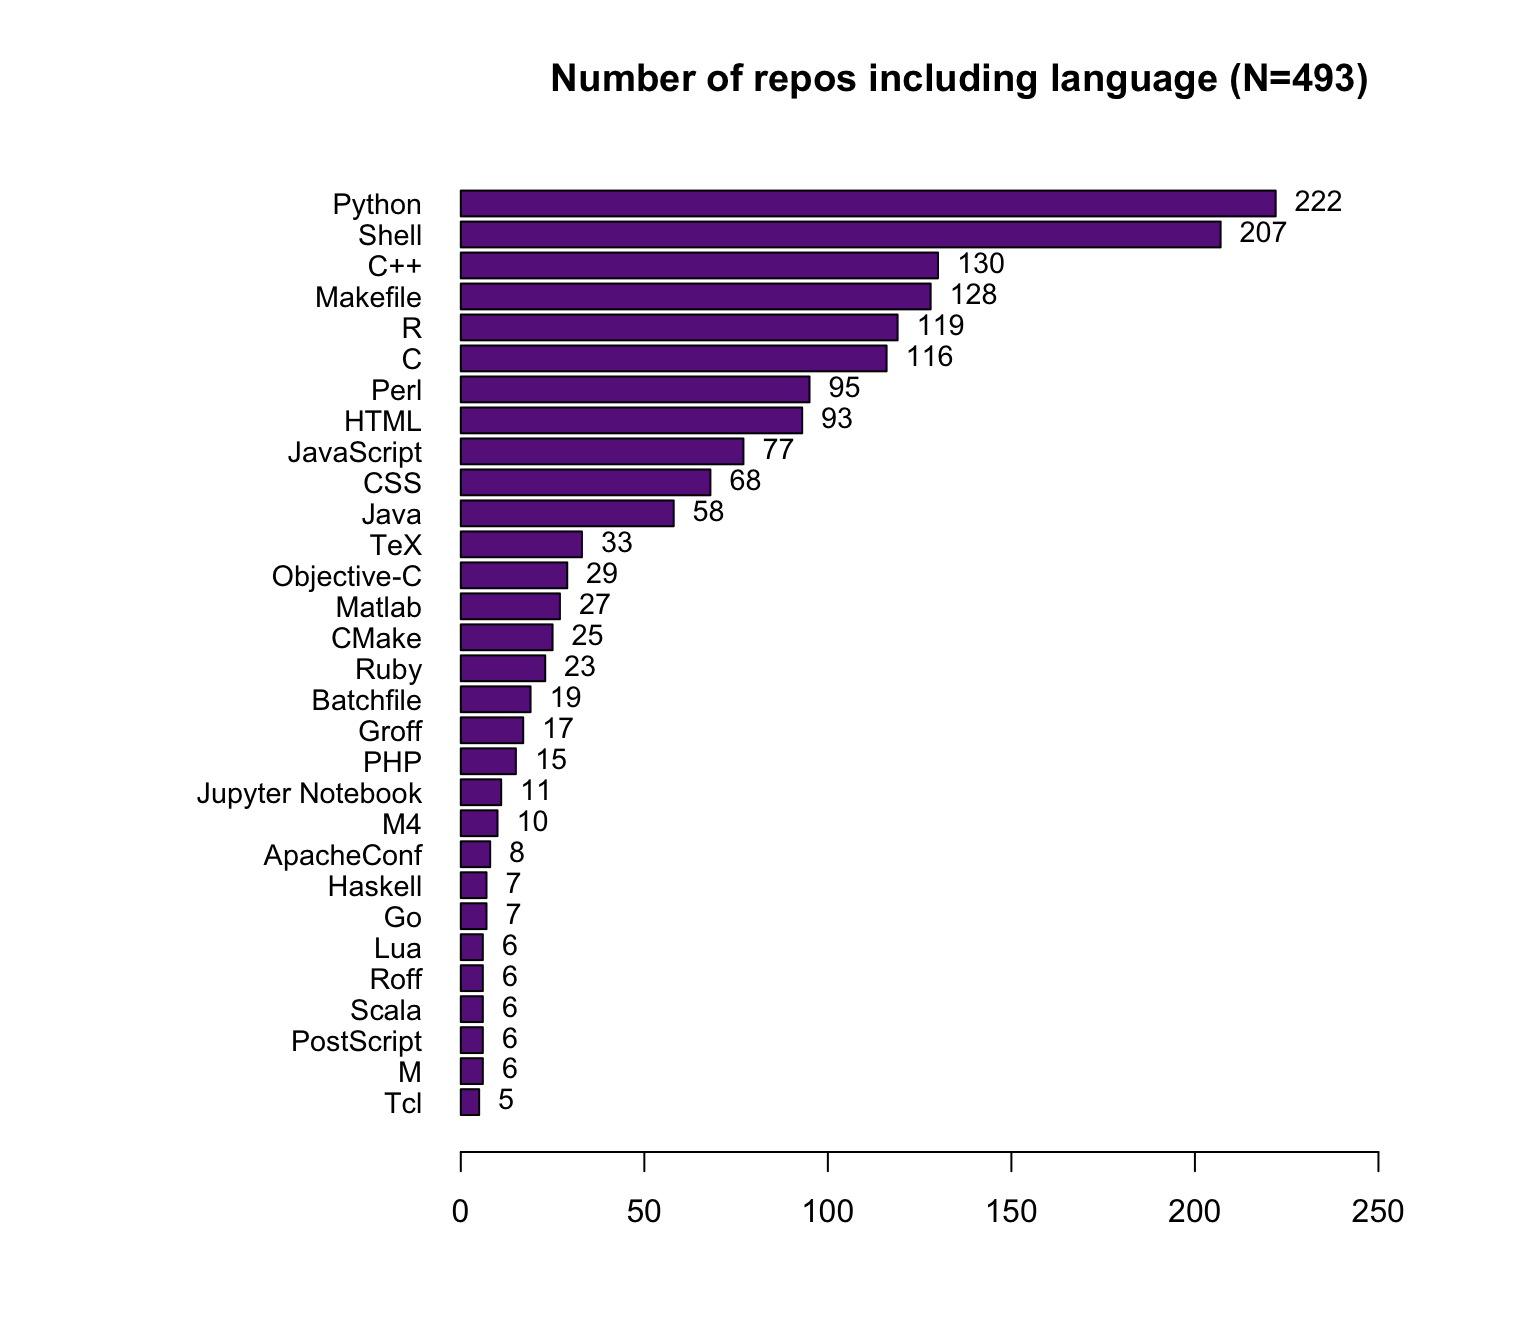 Number of repos including language (N=493)
Python 222
Shell 207
C++ 130
Makefile 128
R 119
C 116
Perl 95
HTML 93
JavaScript 77
CSS 68
Java 58
TeX 33
Objective-C 29
Matlab 27
CMake 25
Ruby 23
Batchfile 19
Groff 17
PHP 15
Jupyter Notebook 11
M4 10
ApacheConf 8
Haskell 7
Go 7
Lua 6
Roff 6
Scala 6
PostScript 6
M 6
Tcl 5
0 50 100 150 200 250